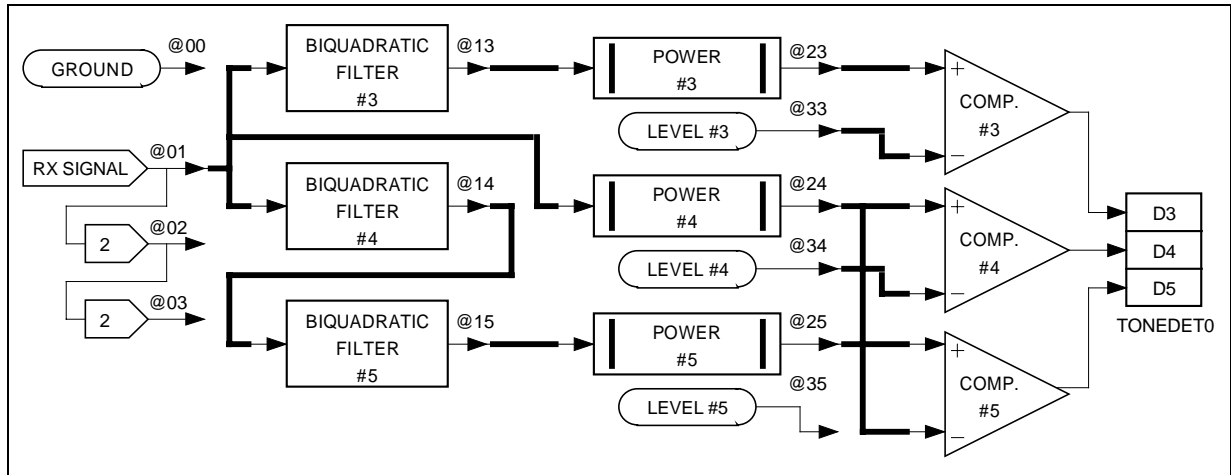 GROUND
@00
BIQUADRATIC
FILTER
#3
@13
POWER
#3
@23
LEVEL #3
@33
+
−
COMP.
#3
RX SIGNAL
@01
2
@02
2
@03
BIQUADRATIC
FILTER
#4
@14
POWER
#4
@24
LEVEL #4
@34
+
−
COMP.
#4
BIQUADRATIC
FILTER
#5
@15
POWER
#5
@25
LEVEL #5
@35
+
−
COMP.
#5
D3
D4
D5
TONEDET0